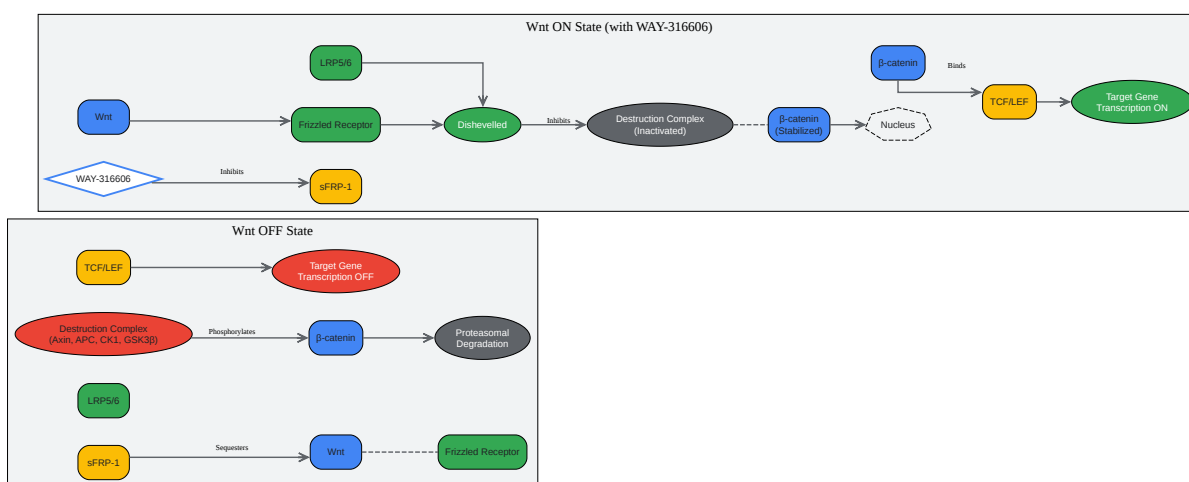 Wnt ON State (with WAY-316606)
LRP5/6
β-catenin
Binds
TCF/LEF
Target Gene
Transcription ON
Wnt
Frizzled Receptor
Dishevelled
Inhibits
Destruction Complex
(Inactivated)
β-catenin
(Stabilized)
Nucleus
WAY-316606
Inhibits
sFRP-1
Wnt OFF State
TCF/LEF
Target Gene
Transcription OFF
Destruction Complex
(Axin, APC, CK1, GSK3β)
Phosphorylates
β-catenin
Proteasomal
Degradation
LRP5/6
sFRP-1
Sequesters
Wnt
Frizzled Receptor